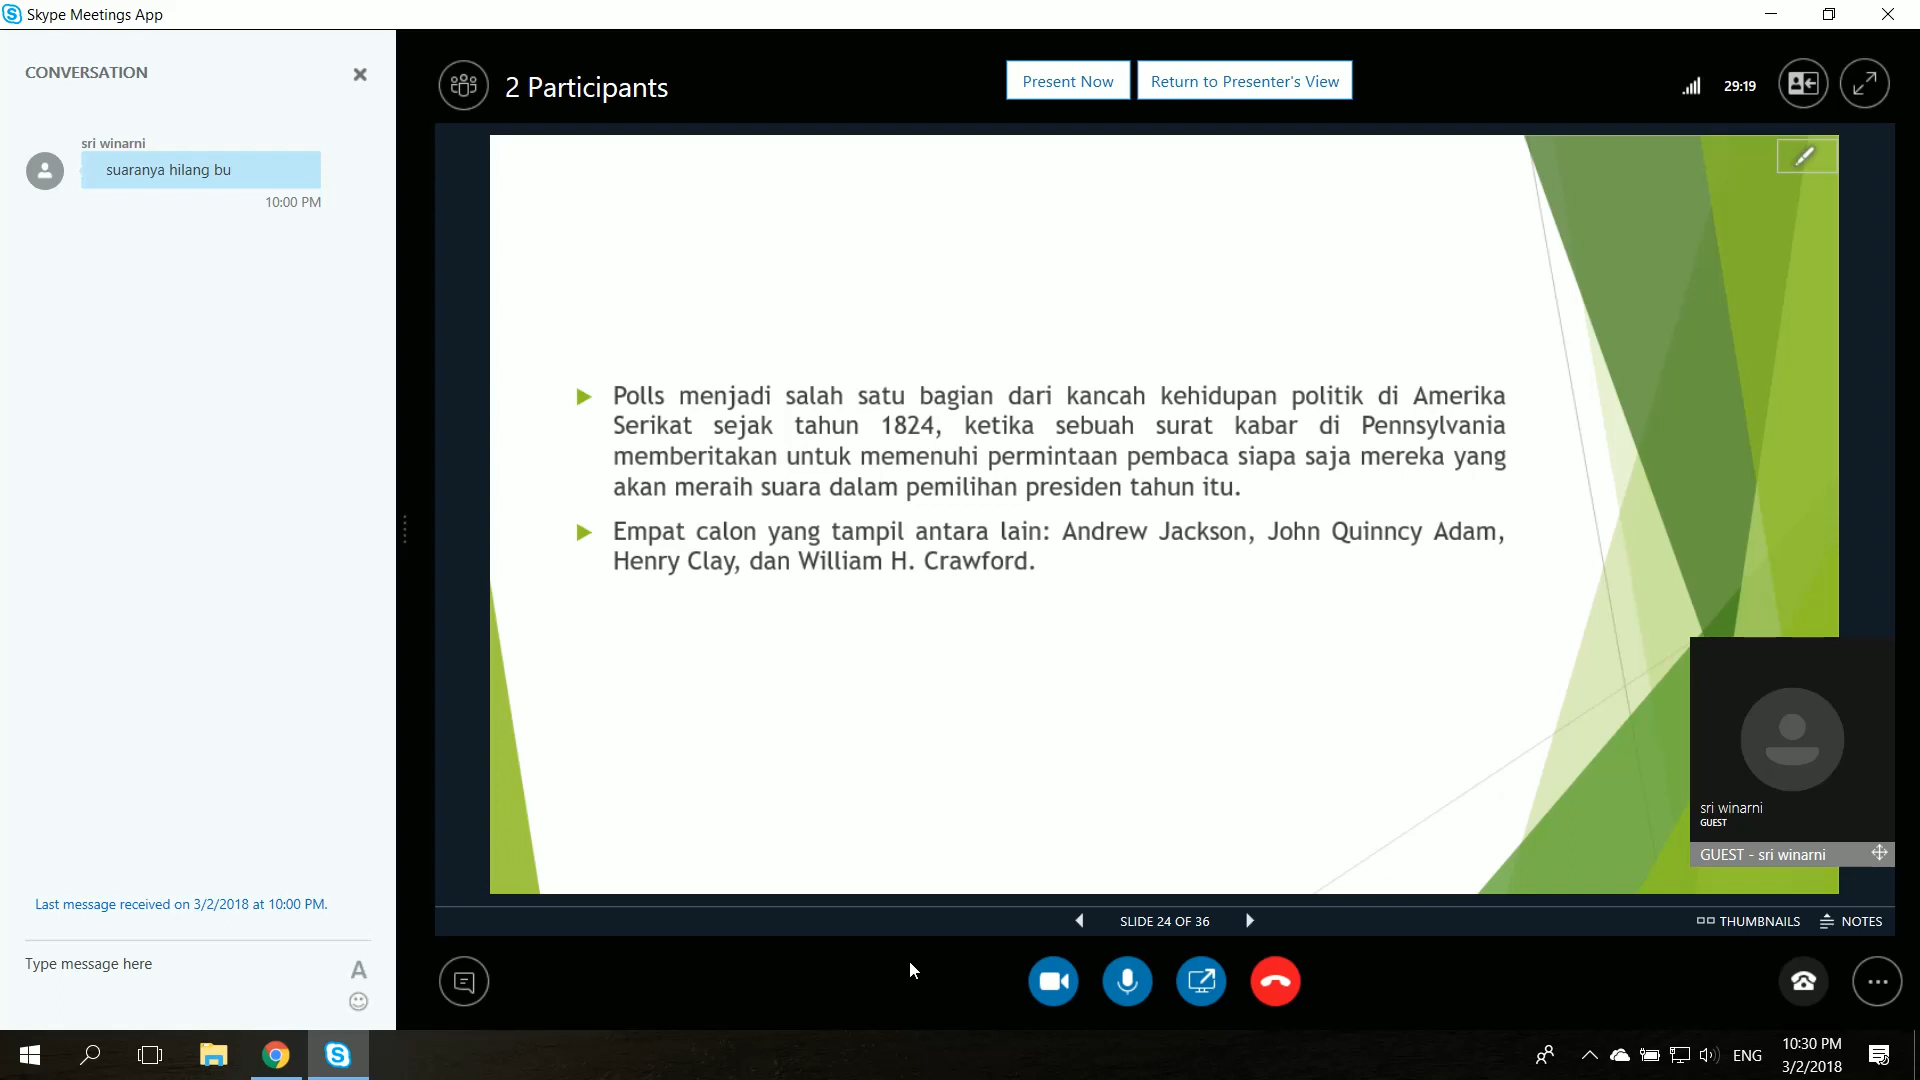 Skype Meetings App
CONVERSATION
sri winarni
suaranya hilang bu
10:00 PM
Last message received on 3/2/2018 at 10:00 PM.
Type message here
A
2 Participants
Present Now
Return to Presenter's View
29:19
Polls menjadi salah satu bagian dari kancah kehidupan politik di Amerika
Serikat sejak tahun 1824, ketika sebuah surat kabar di Pennsylvania
memberitakan untuk memenuhi permintaan pembaca siapa saja mereka yang
akan meraih suara dalam pemilihan presiden tahun itu.
Empat calon yang tampil antara lain: Andrew Jackson, John Quinncy Adam,
Henry Clay, dan William H. Crawford.
sri winarni
GUEST
GUEST - sri winarni
SLIDE 24 OF 36
THUMBNAILS
NOTES
ENG
10:30 PM
3/2/2018